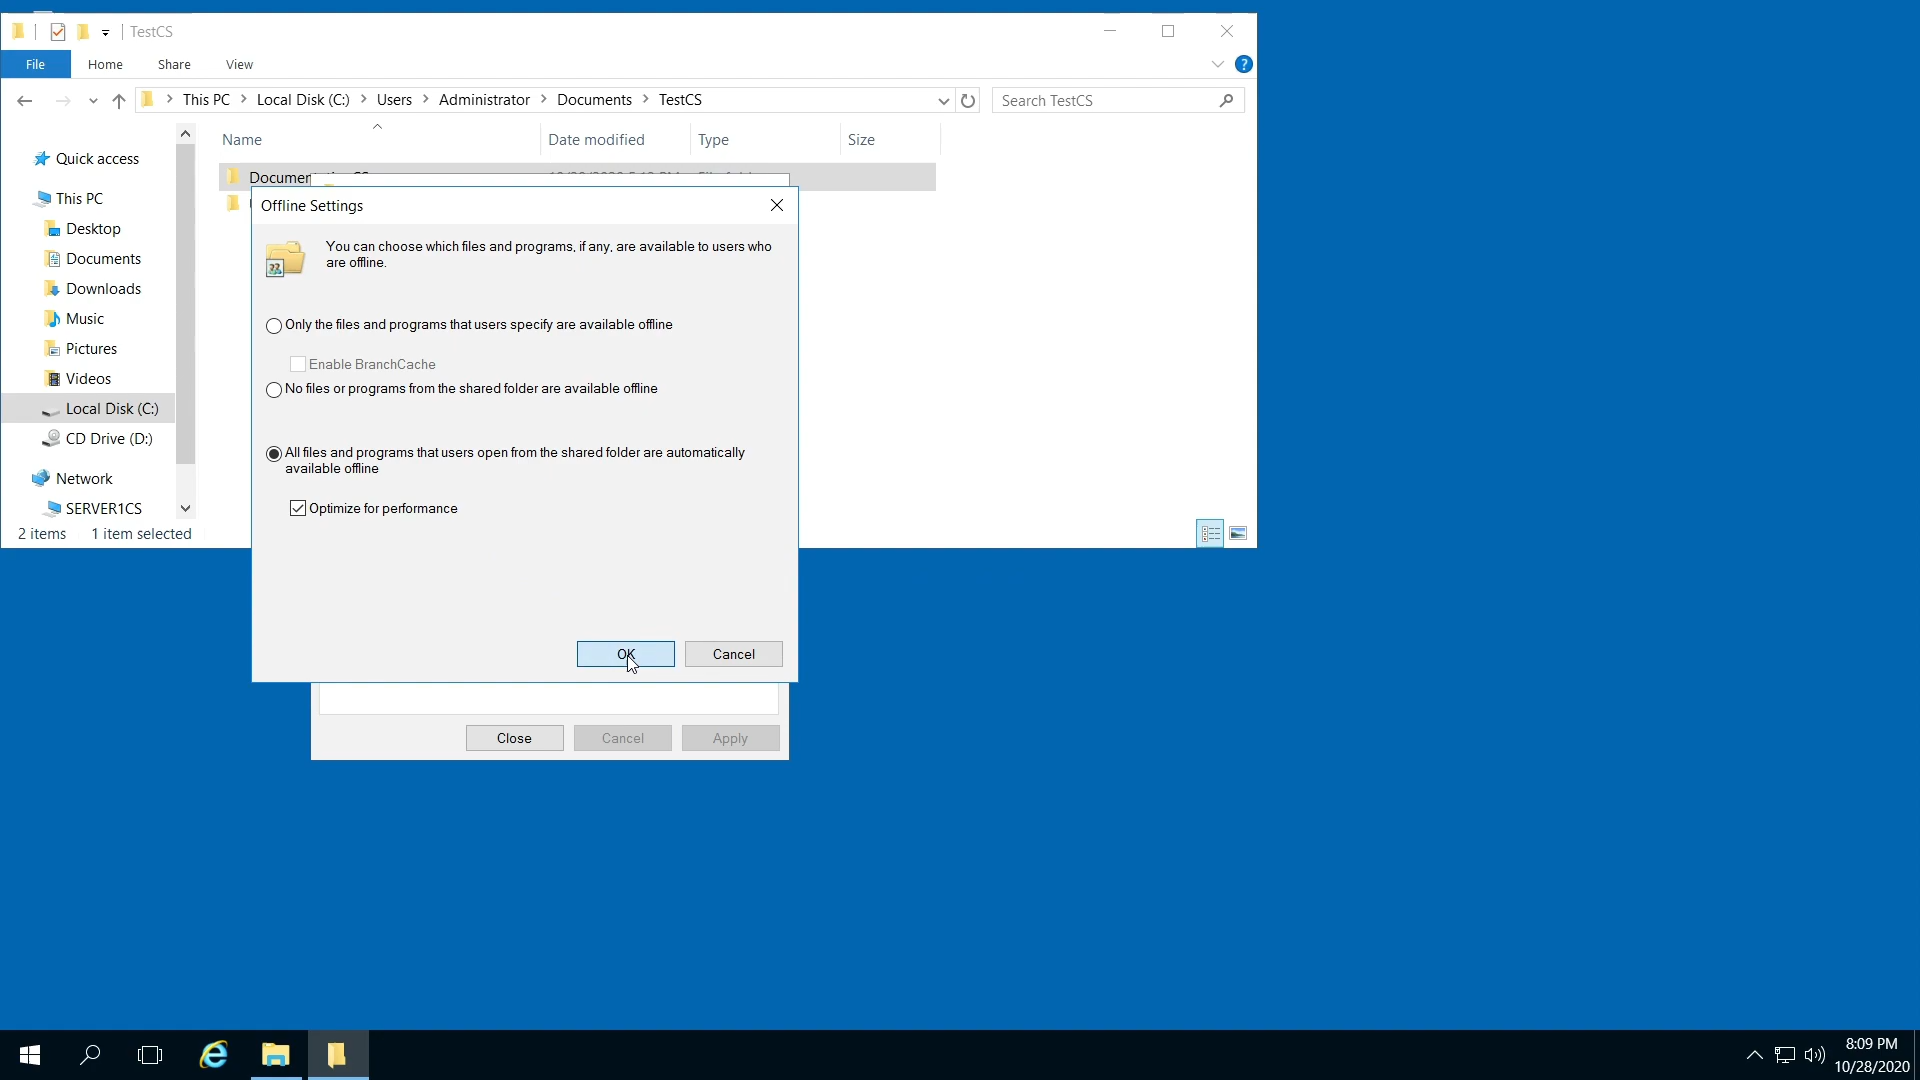 TestCS
File Home Share View
This PC Local Disk (C:) Users Administrator Documents TestCS
Search TestCS
Name Date modified Type Size
Quick access
This PC
Desktop
Documents
Downloads
Music
Pictures
Videos
Local Disk (C:)
CD Drive (D:)
Network
SERVER1CS
2 items 1 item selected
Offline Settings
You can choose which files and programs, if any, are available to users who
are offline.
Only the files and programs that users specify are available offline
Enable BranchCache
No files or programs from the shared folder are available offline
All files and programs that users open from the shared folder are automatically
available offline
Optimize for performance
OK Cancel
Close Cancel Apply
8:09 PM
10/28/2020